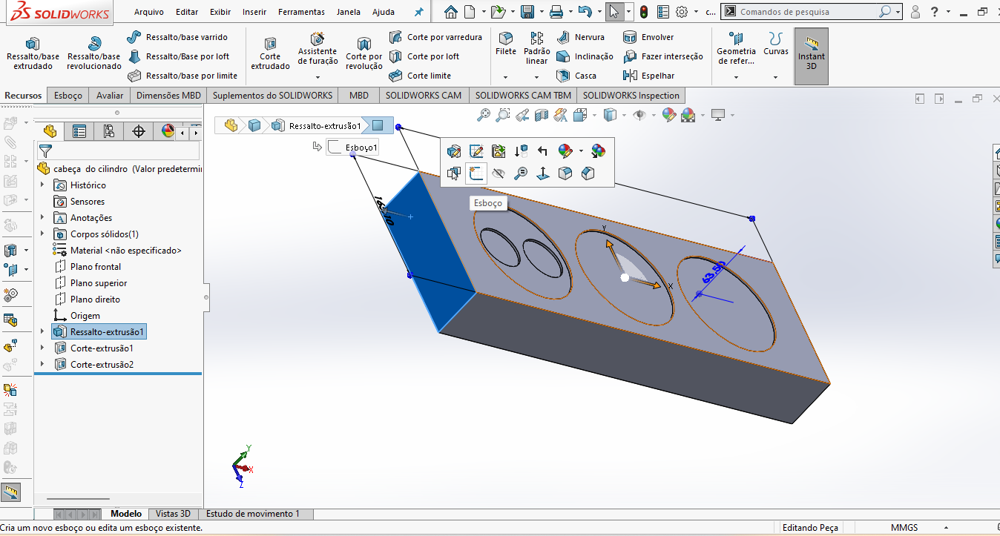 SOLIDWORKS
Arquivo Editar Exibir Inserir Ferramentas Janela Ajuda
c...
Comandos de pesquisa
?
Ressalto/base extrudado
Ressalto/base revolucionado
Ressalto/base varrido
Ressalto/Base por loft
Ressalto/base por limite
Corte extrudado
Assistente de furação
Corte por revolução
Corte por varredura
Corte por loft
Corte limite
Filete
Padrão linear
Nervura
Inclinação
Casca
Envolver
Fazer interseção
Espelhar
Geometria de refer...
Curvas
Instant 3D
Recursos Esboço Avaliar Dimensões MBD Suplementos do SOLIDWORKS MBD SOLIDWORKS CAM SOLIDWORKS CAM TBM SOLIDWORKS Inspection
Ressalto-extrusão1
Esboço1
Esboço
cabeça do cilindro (Valor predetermi
Histórico
Sensores
Anotações
Corpos sólidos(1)
Material <não especificado>
Plano frontal
Plano superior
Plano direito
Origem
Ressalto-extrusão1
Corte-extrusão1
Corte-extrusão2
Y
X
63,50
Y
X
Z
Modelo Vistas 3D Estudo de movimento 1
Cria um novo esboço ou edita um esboço existente.
Editando Peça
MMGS